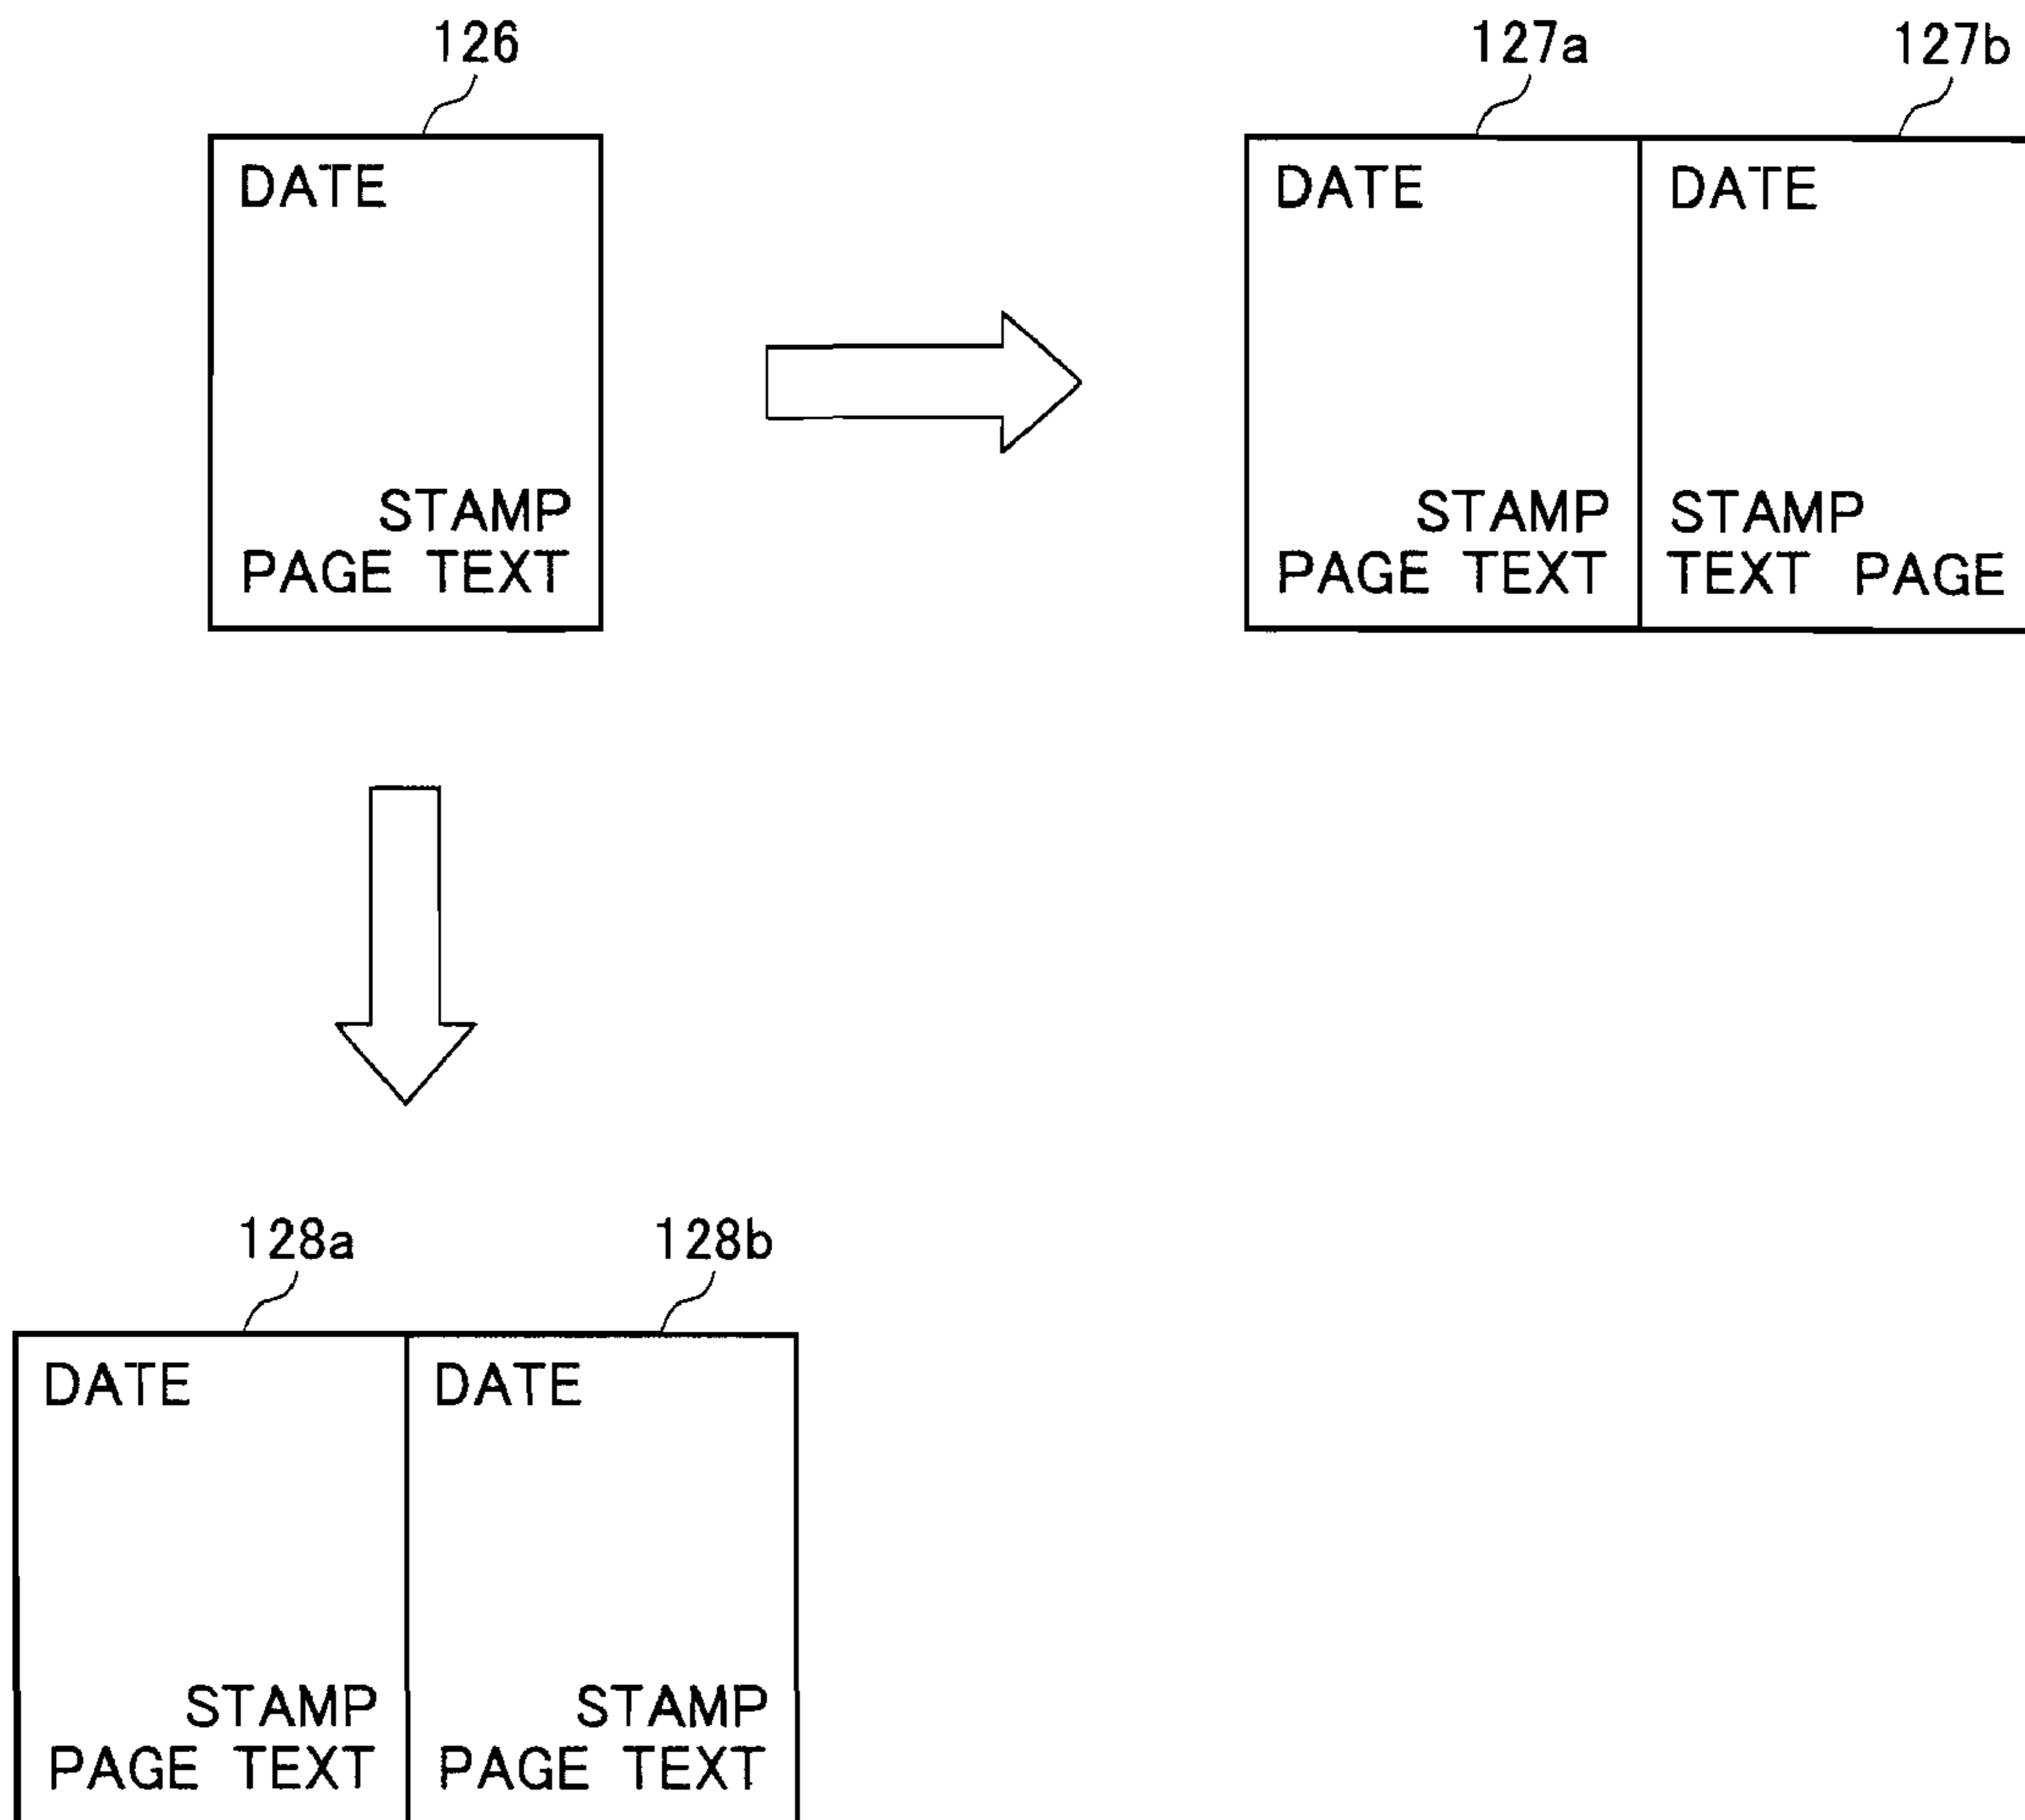 126
DATE
STAMP
PAGE TEXT
127a 127b
DATE DATE
STAMP STAMP
PAGE TEXT TEXT PAGE
128a 128b
DATE DATE
STAMP STAMP
PAGE TEXT PAGE TEXT